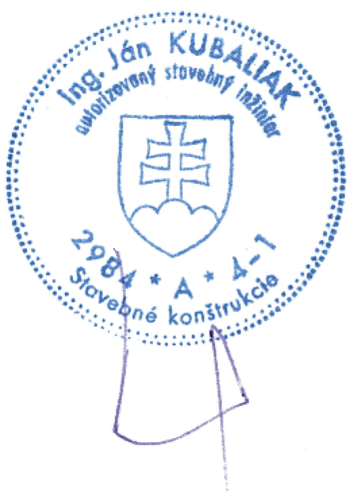 Ing. Ján KUBALIAK
autorizovaný stavebný inžinier
2984 * A * 4-1
Stavebné konštrukcie